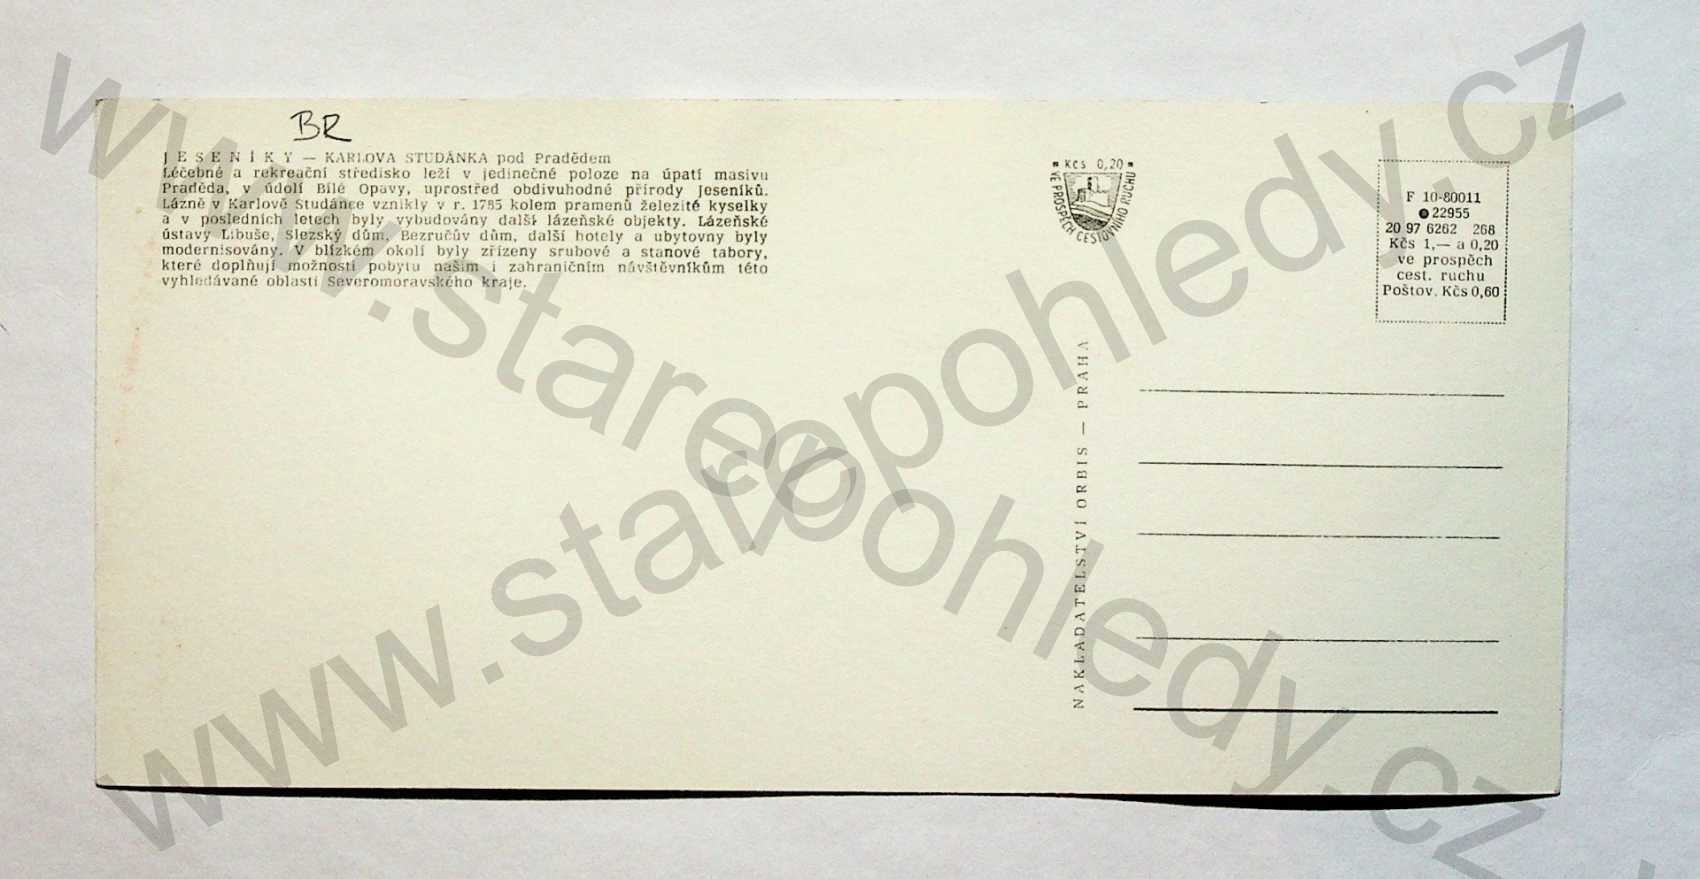 BR
J E S E N Í K Y — KARLOVA STUDÁNKA pod Pradědem
Léčebné a rekreační středisko leží v jedinečné poloze na úpatí masivu
Praděda, v údolí Bílé Opavy, uprostřed obdivuhodné přírody Jeseníků.
Lázně v Karlově Studánce vznikly v r. 1785 kolem pramenů železité kyselky
a v posledních letech byly vybudovány další lázeňské objekty. Lázeňské
ústavy Libuše, Slezský dům, Bezručův dům, další hotely a ubytovny byly
modernisovány. V blízkém okolí byly zřízeny srubové a stanové tabory,
které doplňují možnosti pobytu našim i zahraničním návštěvníkům této
vyhledávané oblasti Severomoravského kraje.
Kčs 0,20
VE PROSPĚCH CESTOVNÍHO RUCHU
F 10-80011
22955
20 97 6262 268
Kčs 1,— a 0,20
ve prospěch
cest. ruchu
Poštov. Kčs 0,60
NAKLADATELSTVÍ ORBIS — PRAHA
www.starepohledy.cz
www.starepohledy.cz